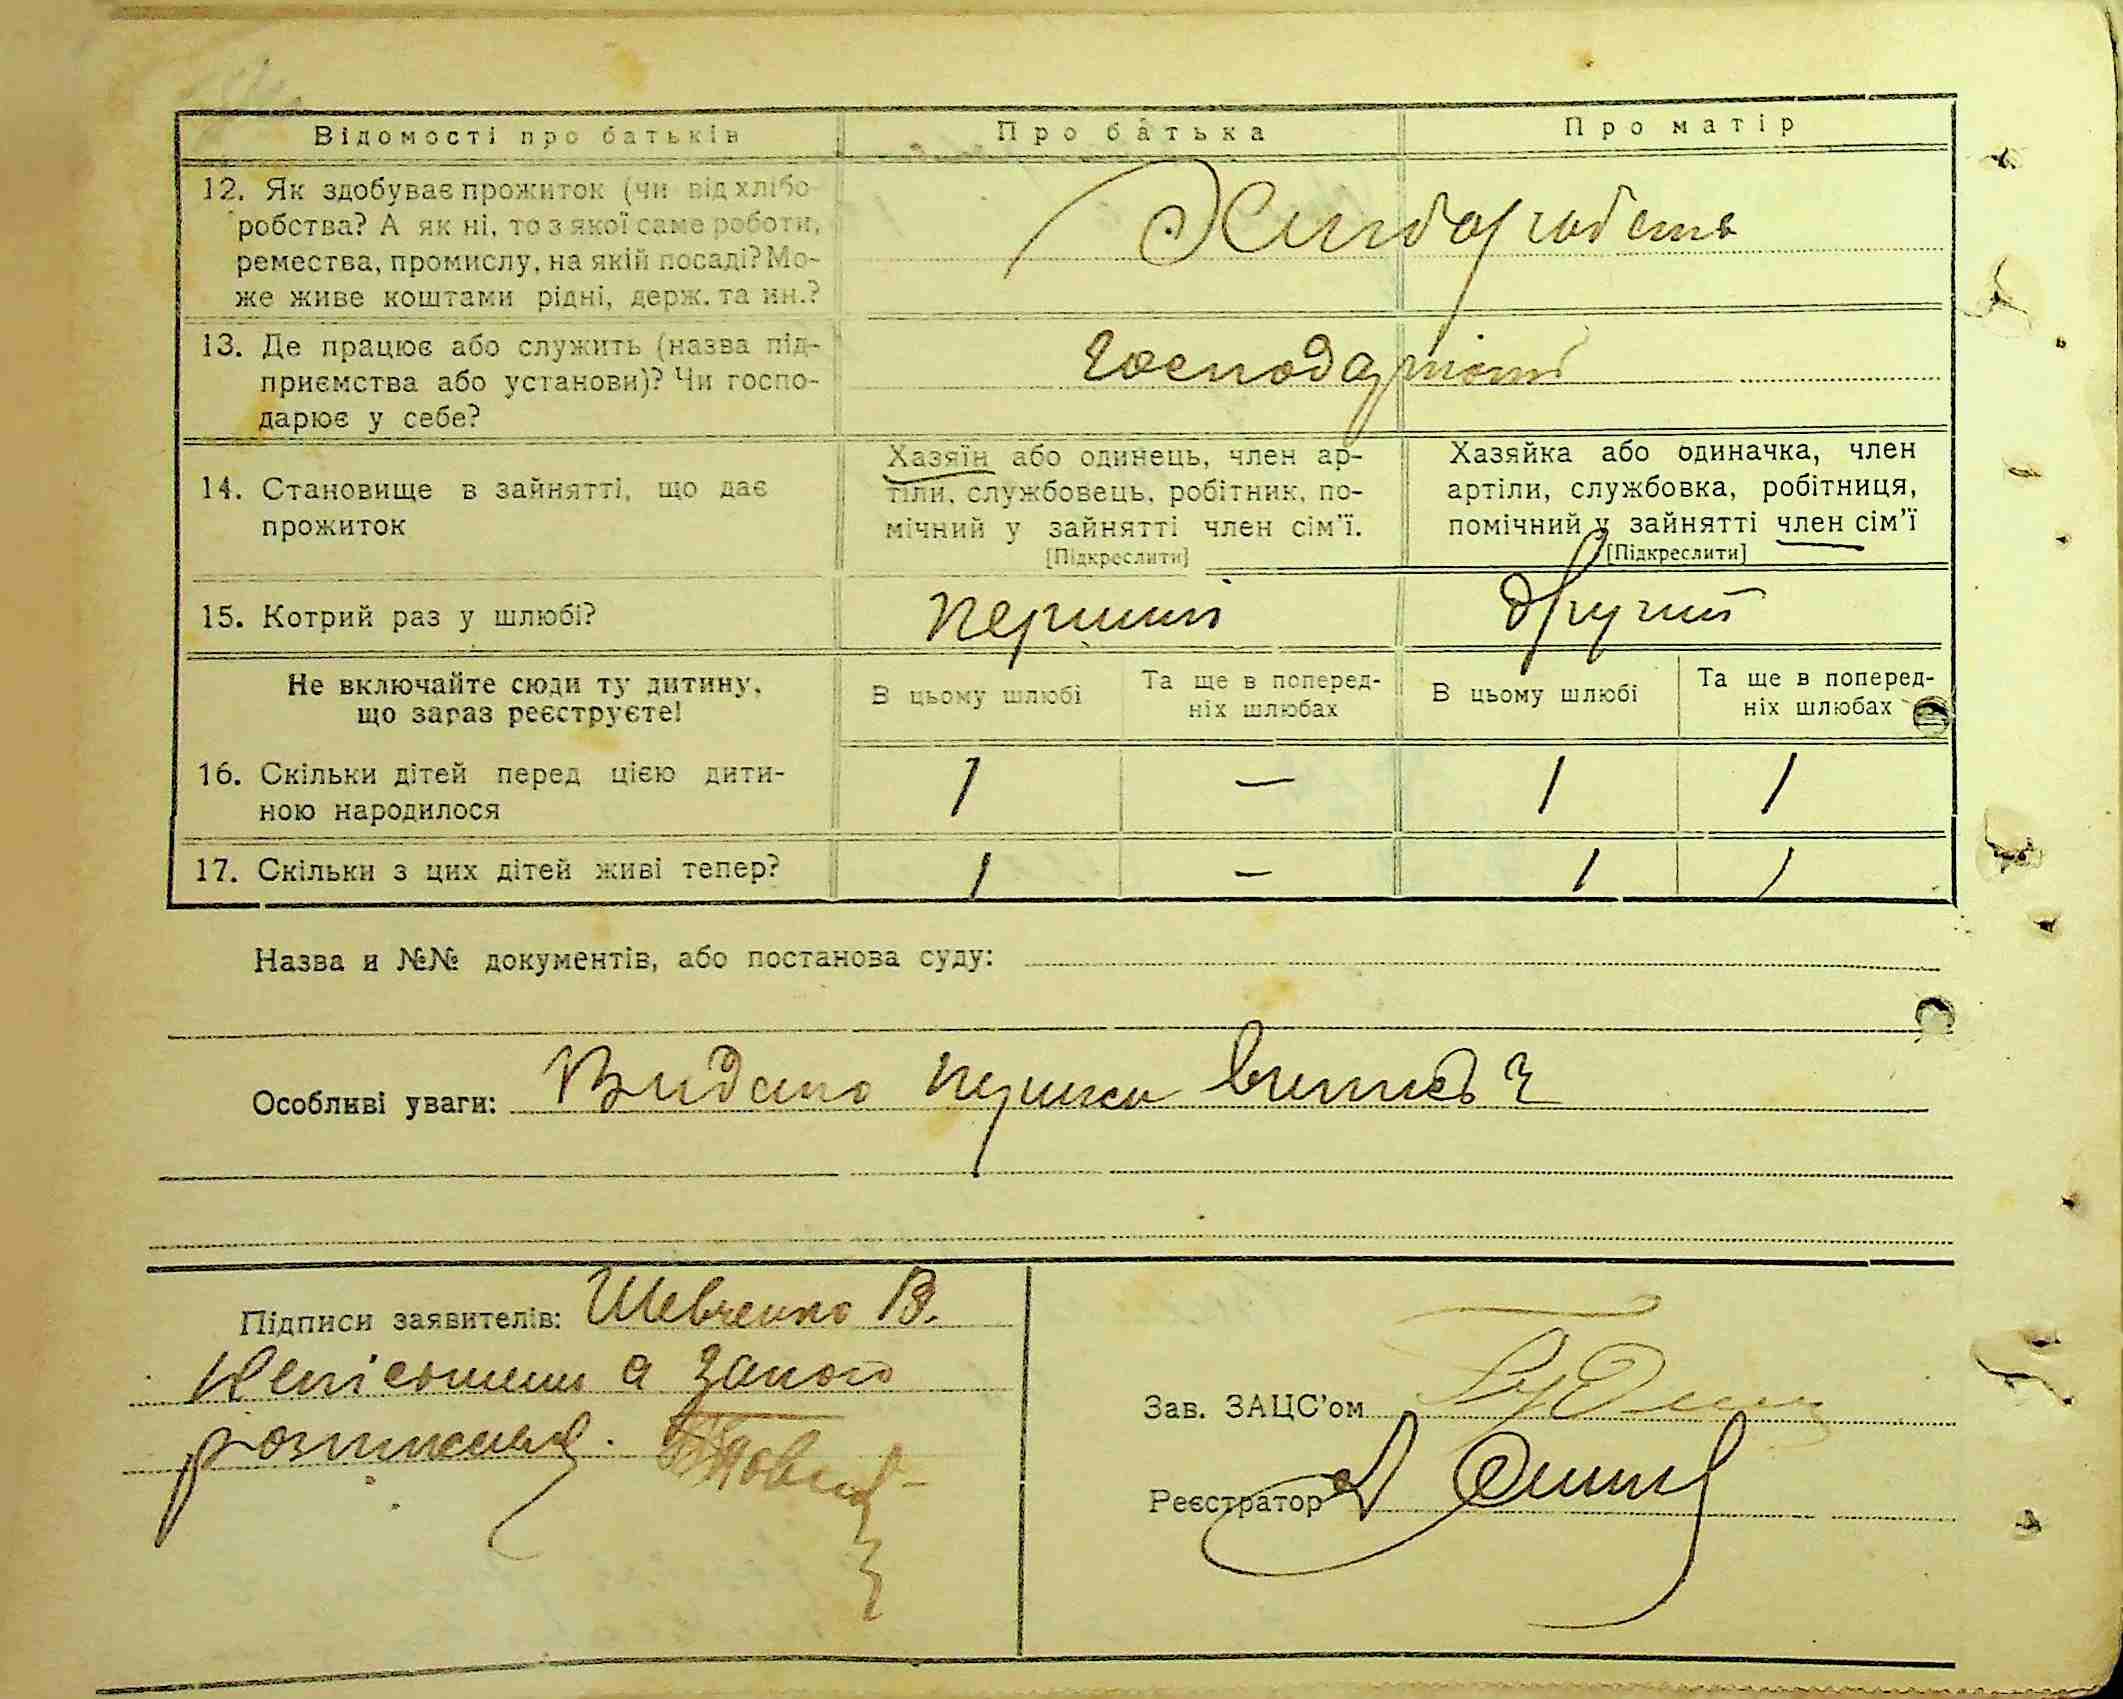 Відомості про батьків Про батька Про матір
12. Як здобуває прожиток (чи від хлібо-
робства? А як ні, то з якої саме роботи,
ремества, промислу, на якій посаді? Мо-
же живе коштами рідні, держ. та ин.?
13. Де працює або служить (назва під-
приємства або установи)? Чи госпо-
дарює у себе?
14. Становище в зайнятті, що дає
прожиток
Хазяїн або одинець, член ар-
тіли, службовець, робітник, по-
мічний у зайнятті член сім'ї.
[Підкреслити]
Хазяйка або одиначка, член
артіли, службовка, робітниця,
помічний у зайнятті член сім'ї
[Підкреслити]
15. Котрий раз у шлюбі? перший другий
Не включайте сюди ту дитину,
що зараз реєструєте!
В цьому шлюбі
Та ще в поперед-
ніх шлюбах
В цьому шлюбі
Та ще в поперед-
ніх шлюбах
16. Скільки дітей перед цією дити-
ною народилося
1 — 1 1
17. Скільки з цих дітей живі тепер? 1 — 1 1
Назва и №№ документів, або постанова суду:
Особливі уваги: Видано
Підписи заявителів: Шевченко В.
а
розписався.
Зав. ЗАЦС'ом
Реєстратор